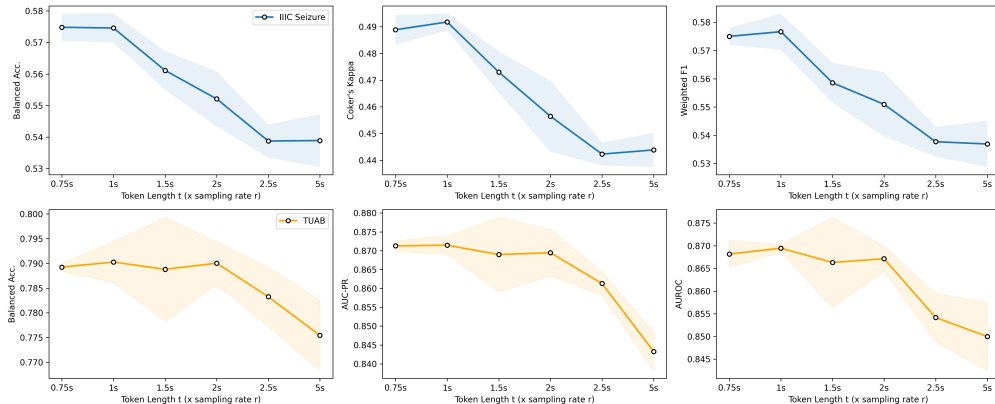 IIIC Seizure
Balanced Acc.
0.58
0.57
0.56
0.55
0.54
0.53
0.75s 1s 1.5s 2s 2.5s 5s
Token Length t (x sampling rate r)
Coker's Kappa
0.49
0.48
0.47
0.46
0.45
0.44
0.75s 1s 1.5s 2s 2.5s 5s
Token Length t (x sampling rate r)
Weighted F1
0.58
0.57
0.56
0.55
0.54
0.53
0.75s 1s 1.5s 2s 2.5s 5s
Token Length t (x sampling rate r)
TUAB
Balanced Acc.
0.800
0.795
0.790
0.785
0.780
0.775
0.770
0.75s 1s 1.5s 2s 2.5s 5s
Token Length t (x sampling rate r)
AUC-PR
0.880
0.875
0.870
0.865
0.860
0.855
0.850
0.845
0.840
0.75s 1s 1.5s 2s 2.5s 5s
Token Length t (x sampling rate r)
AUROC
0.875
0.870
0.865
0.860
0.855
0.850
0.845
0.75s 1s 1.5s 2s 2.5s 5s
Token Length t (x sampling rate r)